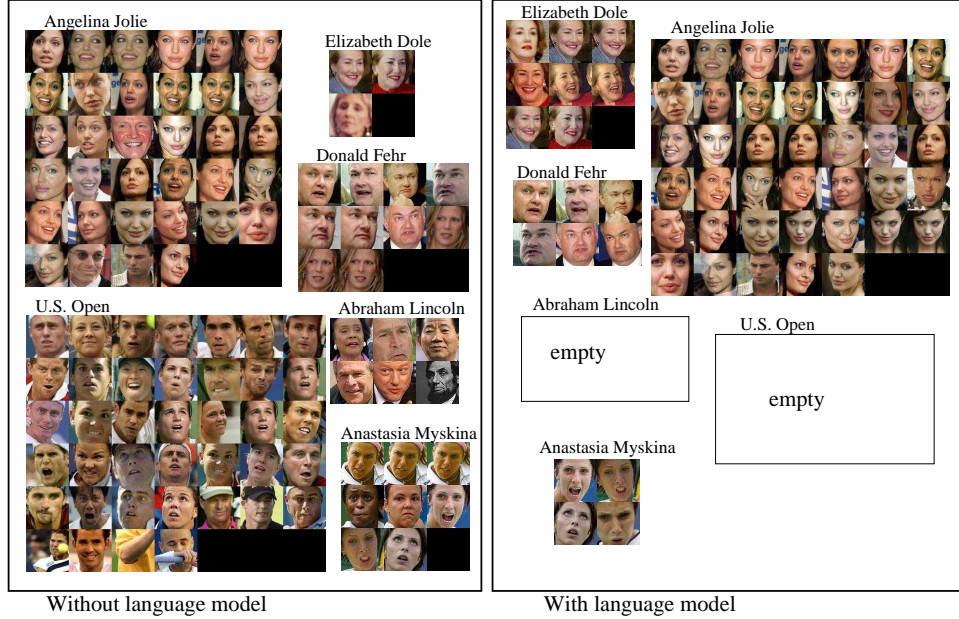 Angelina Jolie
Elizabeth Dole
Donald Fehr
U.S. Open
Abraham Lincoln
Anastasia Myskina
Without language model
Elizabeth Dole
Angelina Jolie
Donald Fehr
Abraham Lincoln
empty
U.S. Open
empty
Anastasia Myskina
With language model